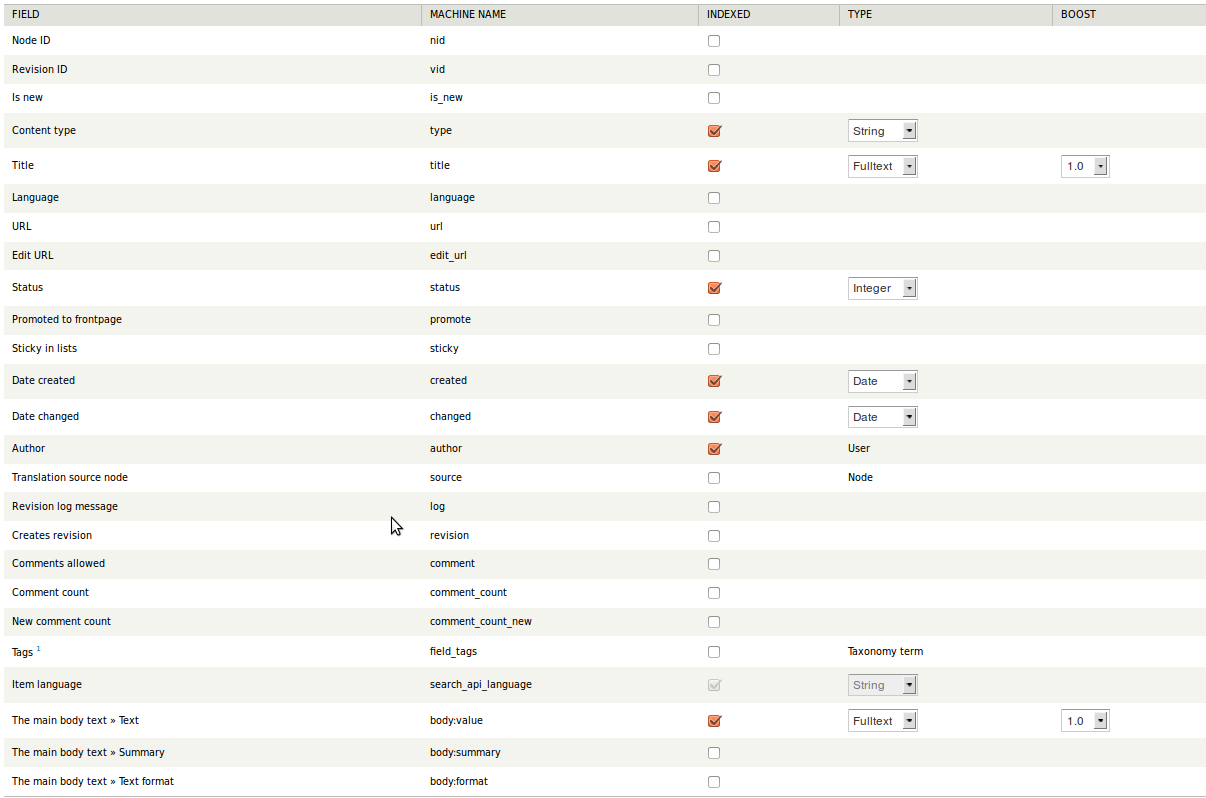 FIELD MACHINE NAME INDEXED TYPE BOOST
Node ID nid
Revision ID vid
Is new is_new
Content type type String
Title title Fulltext 1.0
Language language
URL url
Edit URL edit_url
Status status Integer
Promoted to frontpage promote
Sticky in lists sticky
Date created created Date
Date changed changed Date
Author author User
Translation source node source Node
Revision log message log
Creates revision revision
Comments allowed comment
Comment count comment_count
New comment count comment_count_new
Tags 1 field_tags Taxonomy term
Item language search_api_language String
The main body text » Text body:value Fulltext 1.0
The main body text » Summary body:summary
The main body text » Text format body:format